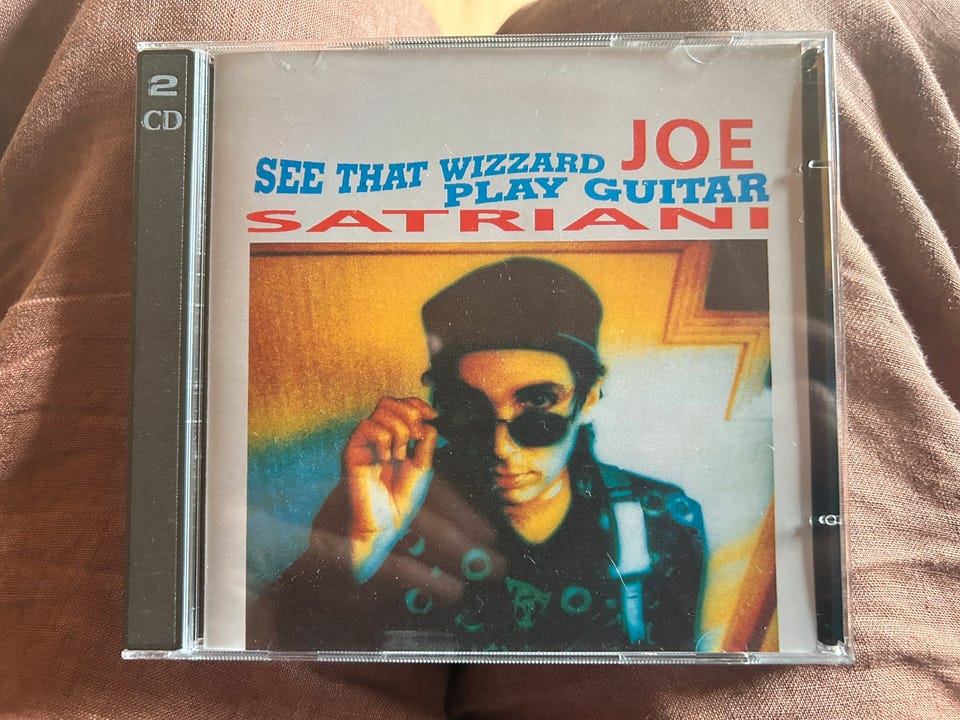 2
CD
JOE
SEE THAT WIZZARD
PLAY GUITAR
SATRIANI